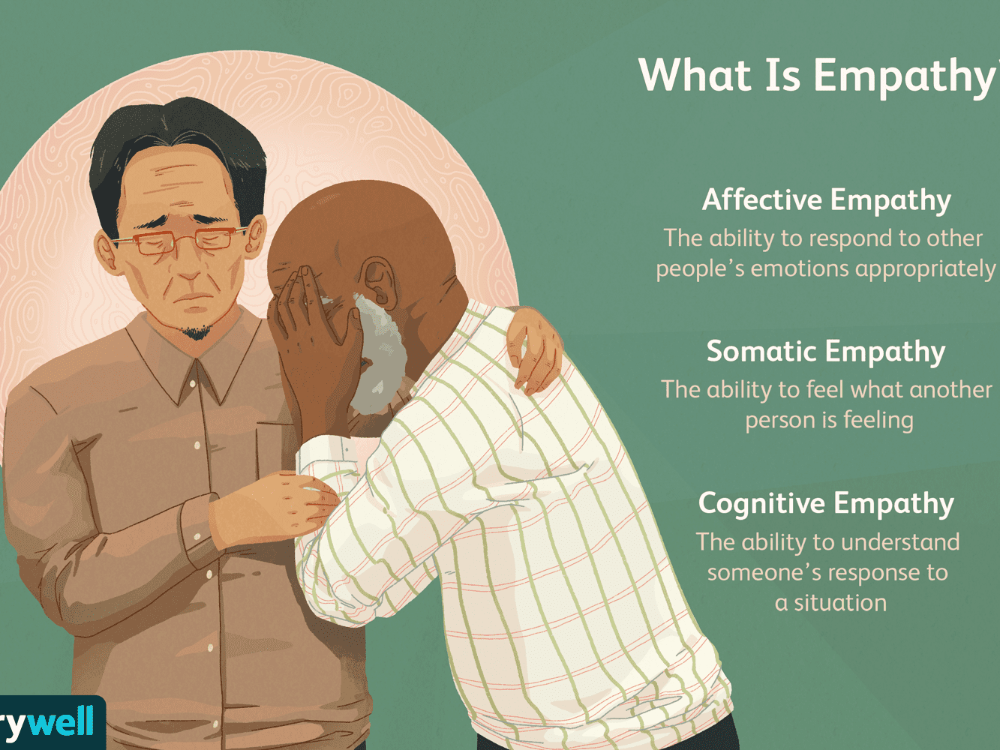 What Is Empathy?
Affective Empathy
The ability to respond to other
people’s emotions appropriately
Somatic Empathy
The ability to feel what another
person is feeling
Cognitive Empathy
The ability to understand
someone’s response to
a situation
rywell